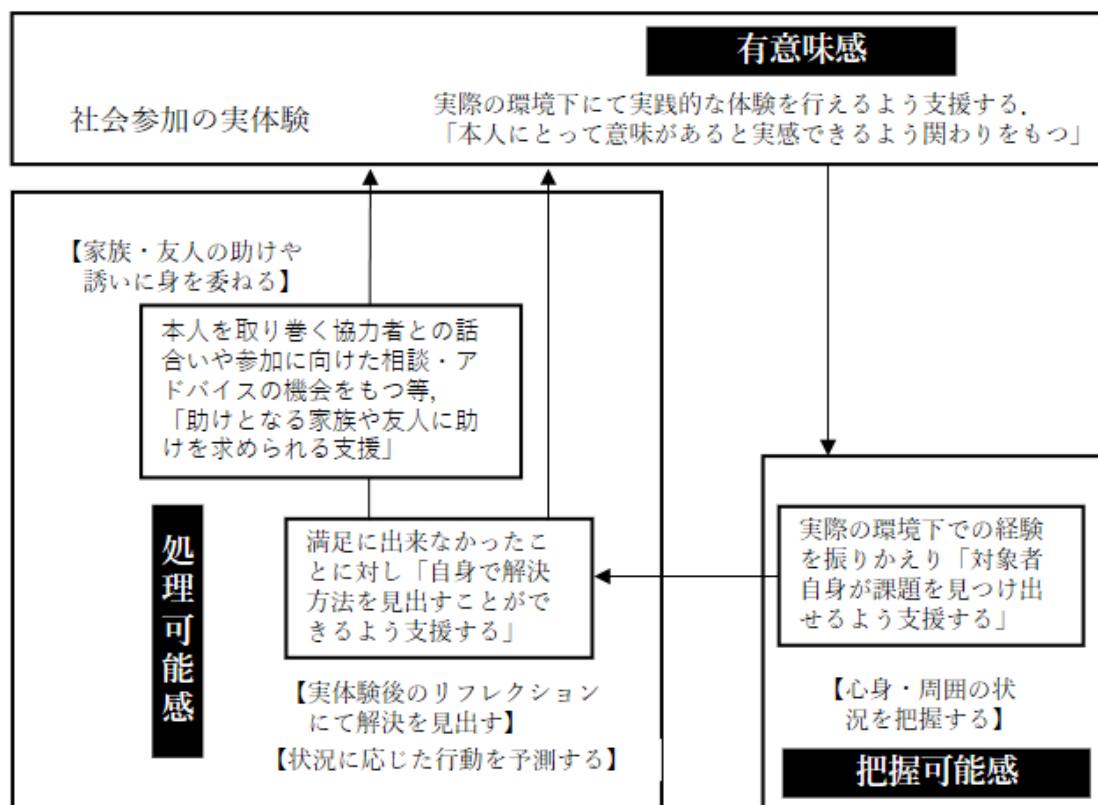 有意味感
社会参加の実体験
実際の環境下にて実践的な体験を行えるよう支援する.
「本人にとって意味があると実感できるよう関わりをもつ」
【家族・友人の助けや
誘いに身を委ねる】
本人を取り巻く協力者との話
合いや参加に向けた相談・ア
ドバイスの機会をもつ等,
「助けとなる家族や友人に助
けを求められる支援」
処理可能感
満足に出来なかったこ
とに対し「自身で解決
方法を見出すことがで
きるよう支援する」
【実体験後のリフレクション
にて解決を見出す】
【状況に応じた行動を予測する】
実際の環境下での経験
を振りかえり「対象者
自身が課題を見つけ出
せるよう支援する」
【心身・周囲の状
況を把握する】
把握可能感